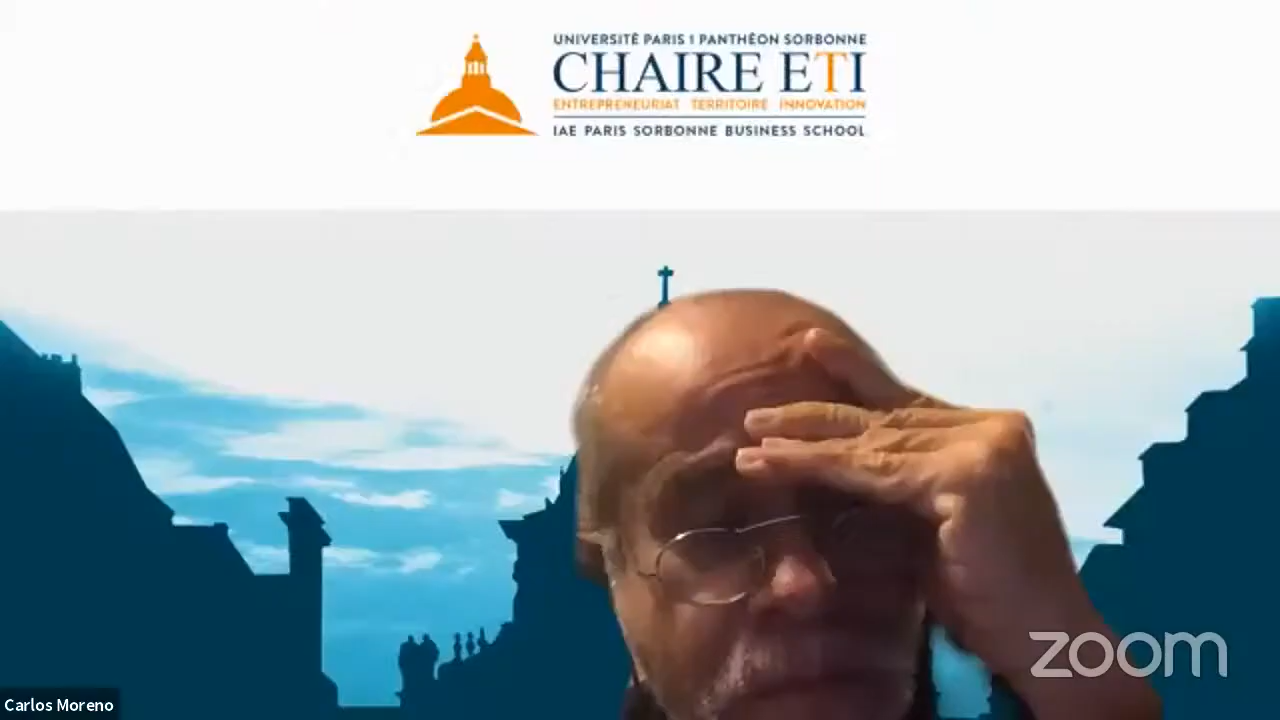 UNIVERSITÉ PARIS 1 PANTHÉON SORBONNE
CHAIRE ETI
ENTREPRENEURIAT TERRITOIRE INNOVATION
IAE PARIS SORBONNE BUSINESS SCHOOL
zoom
Carlos Moreno